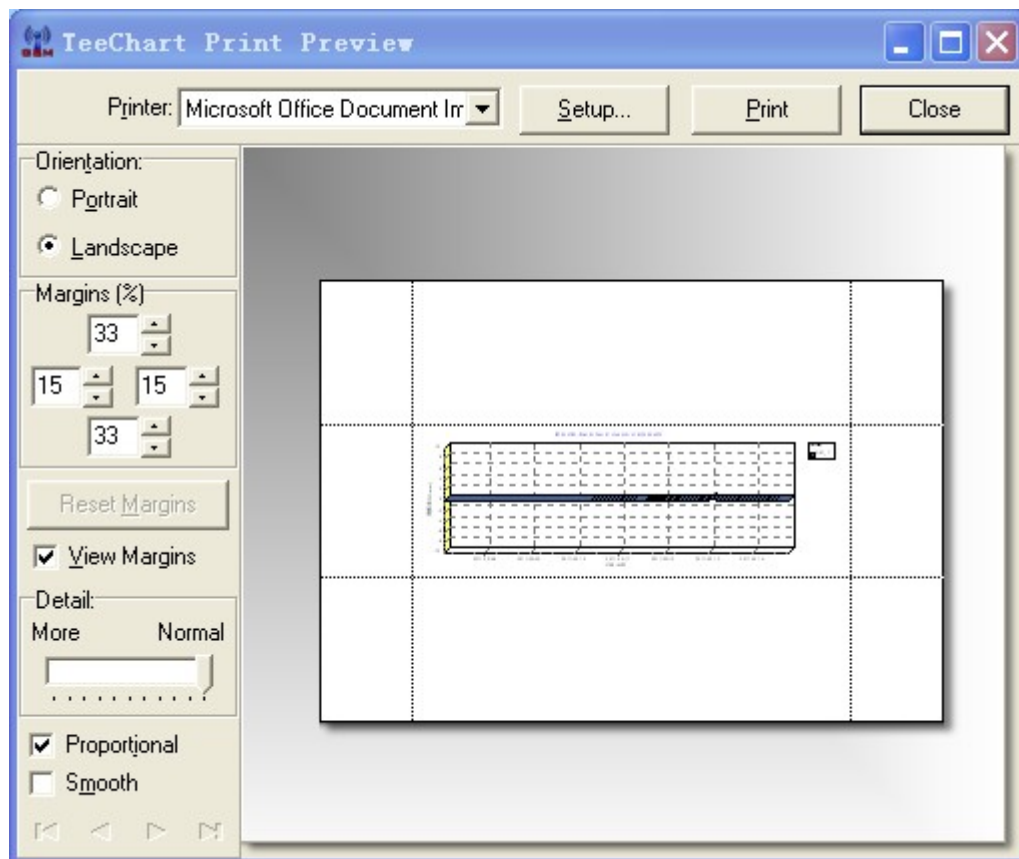 TeeChart Print Preview
Printer: Microsoft Office Document Im
Setup...
Print
Close
Orientation:
Portrait
Landscape
Margins (%)
33
15 15
33
Reset Margins
View Margins
Detail:
More Normal
Proportional
Smooth